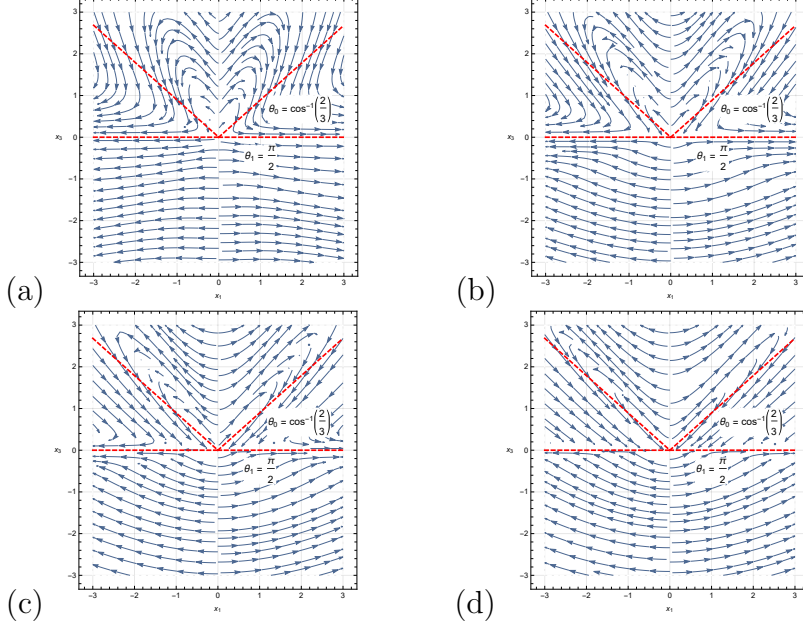 (a)
3
2
1
0
−1
−2
−3
x₃
θ₀ = cos⁻¹(2/3)
θ₁ = π/2
−3 −2 −1 0 1 2 3
x₁
(b)
3
2
1
0
−1
−2
−3
x₃
θ₀ = cos⁻¹(2/3)
θ₁ = π/2
−3 −2 −1 0 1 2 3
x₁
(c)
3
2
1
0
−1
−2
−3
x₃
θ₀ = cos⁻¹(2/3)
θ₁ = π/2
−3 −2 −1 0 1 2 3
x₁
(d)
3
2
1
0
−1
−2
−3
x₃
θ₀ = cos⁻¹(2/3)
θ₁ = π/2
−3 −2 −1 0 1 2 3
x₁